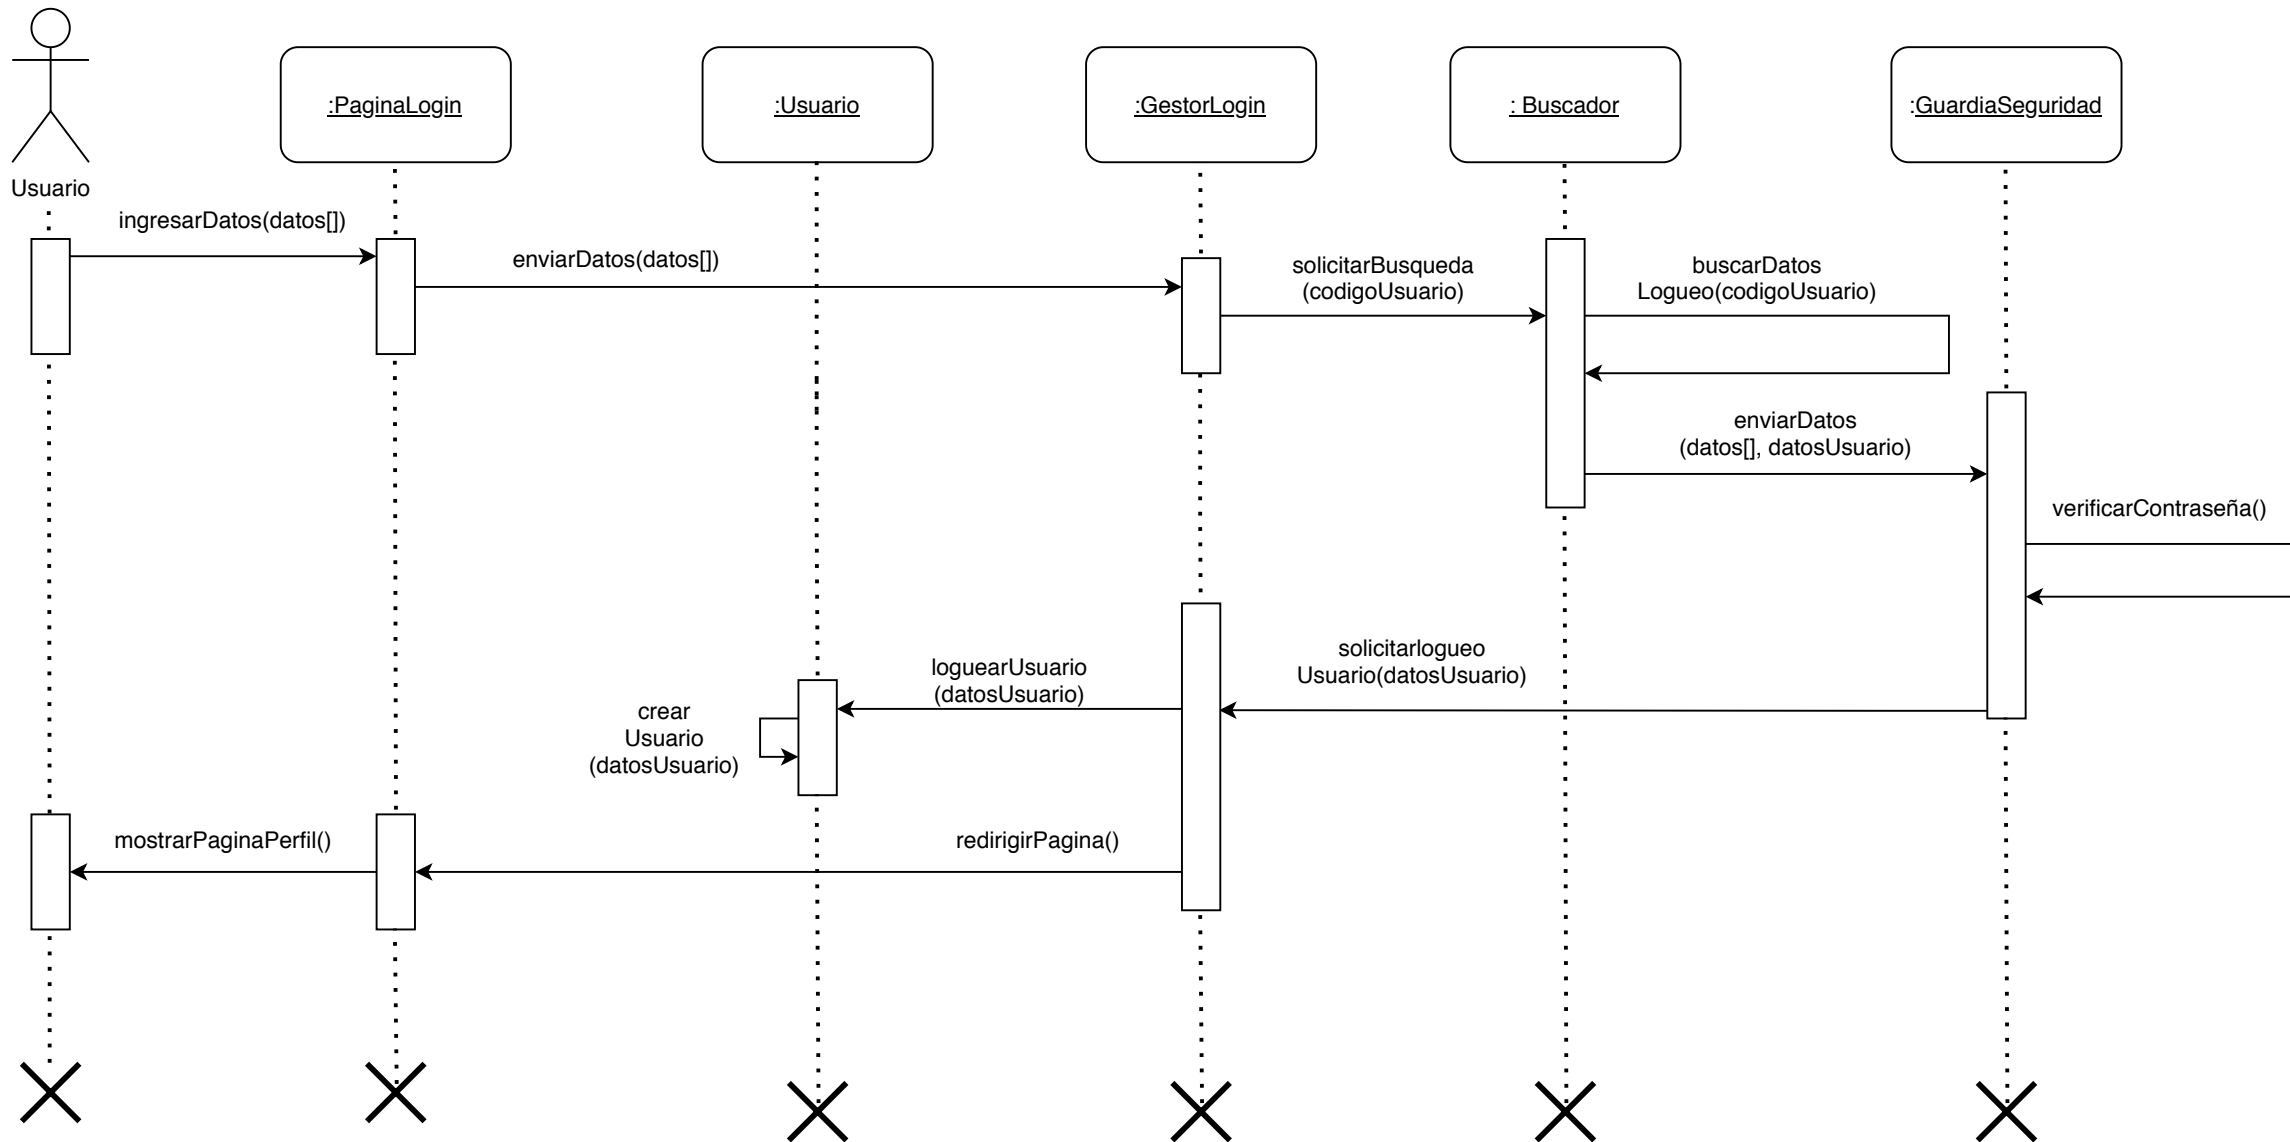 :PaginaLogin
:Usuario
:GestorLogin
: Buscador
:GuardiaSeguridad
Usuario
ingresarDatos(datos[])
enviarDatos(datos[])
solicitarBusqueda
(codigoUsuario)
buscarDatos
Logueo(codigoUsuario)
enviarDatos
(datos[], datosUsuario)
verificarContraseña()
solicitarlogueo
Usuario(datosUsuario)
loguearUsuario
(datosUsuario)
crear
Usuario
(datosUsuario)
mostrarPaginaPerfil()
redirigirPagina()